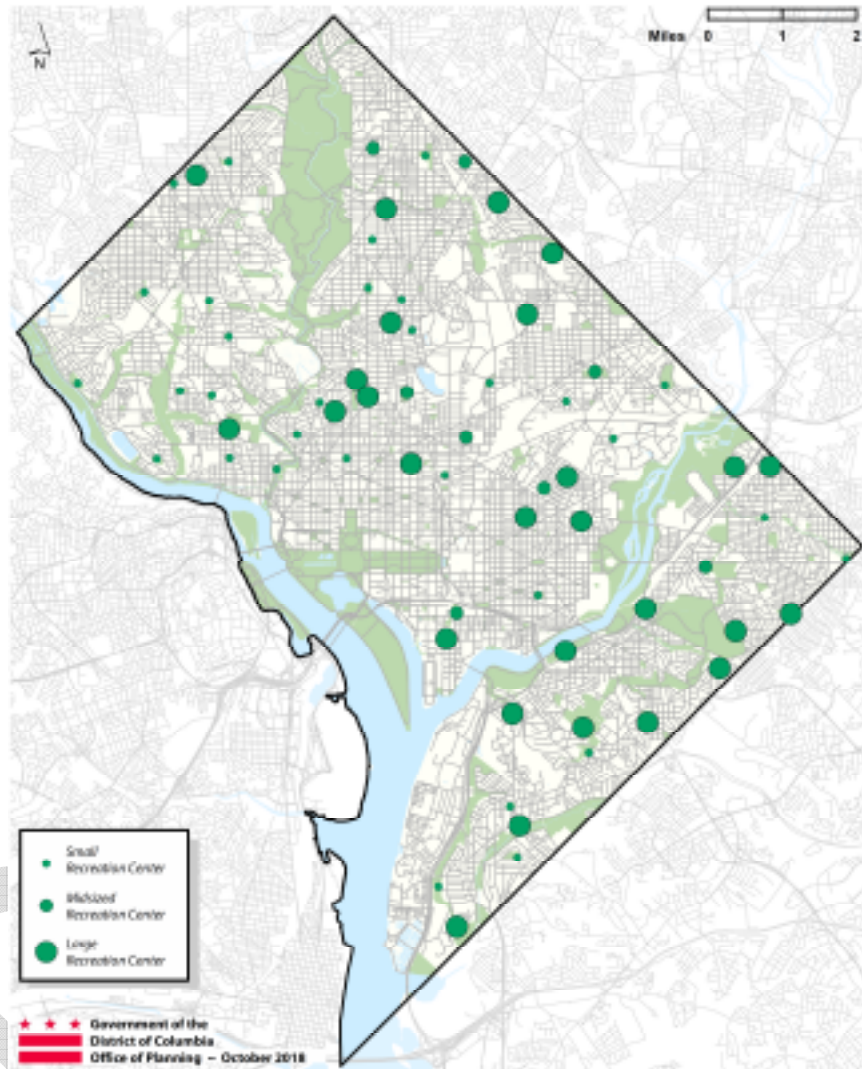 Miles 0 1 2
N
Small
Recreation Center
Midsized
Recreation Center
Large
Recreation Center
Government of the
District of Columbia
Office of Planning – October 2018